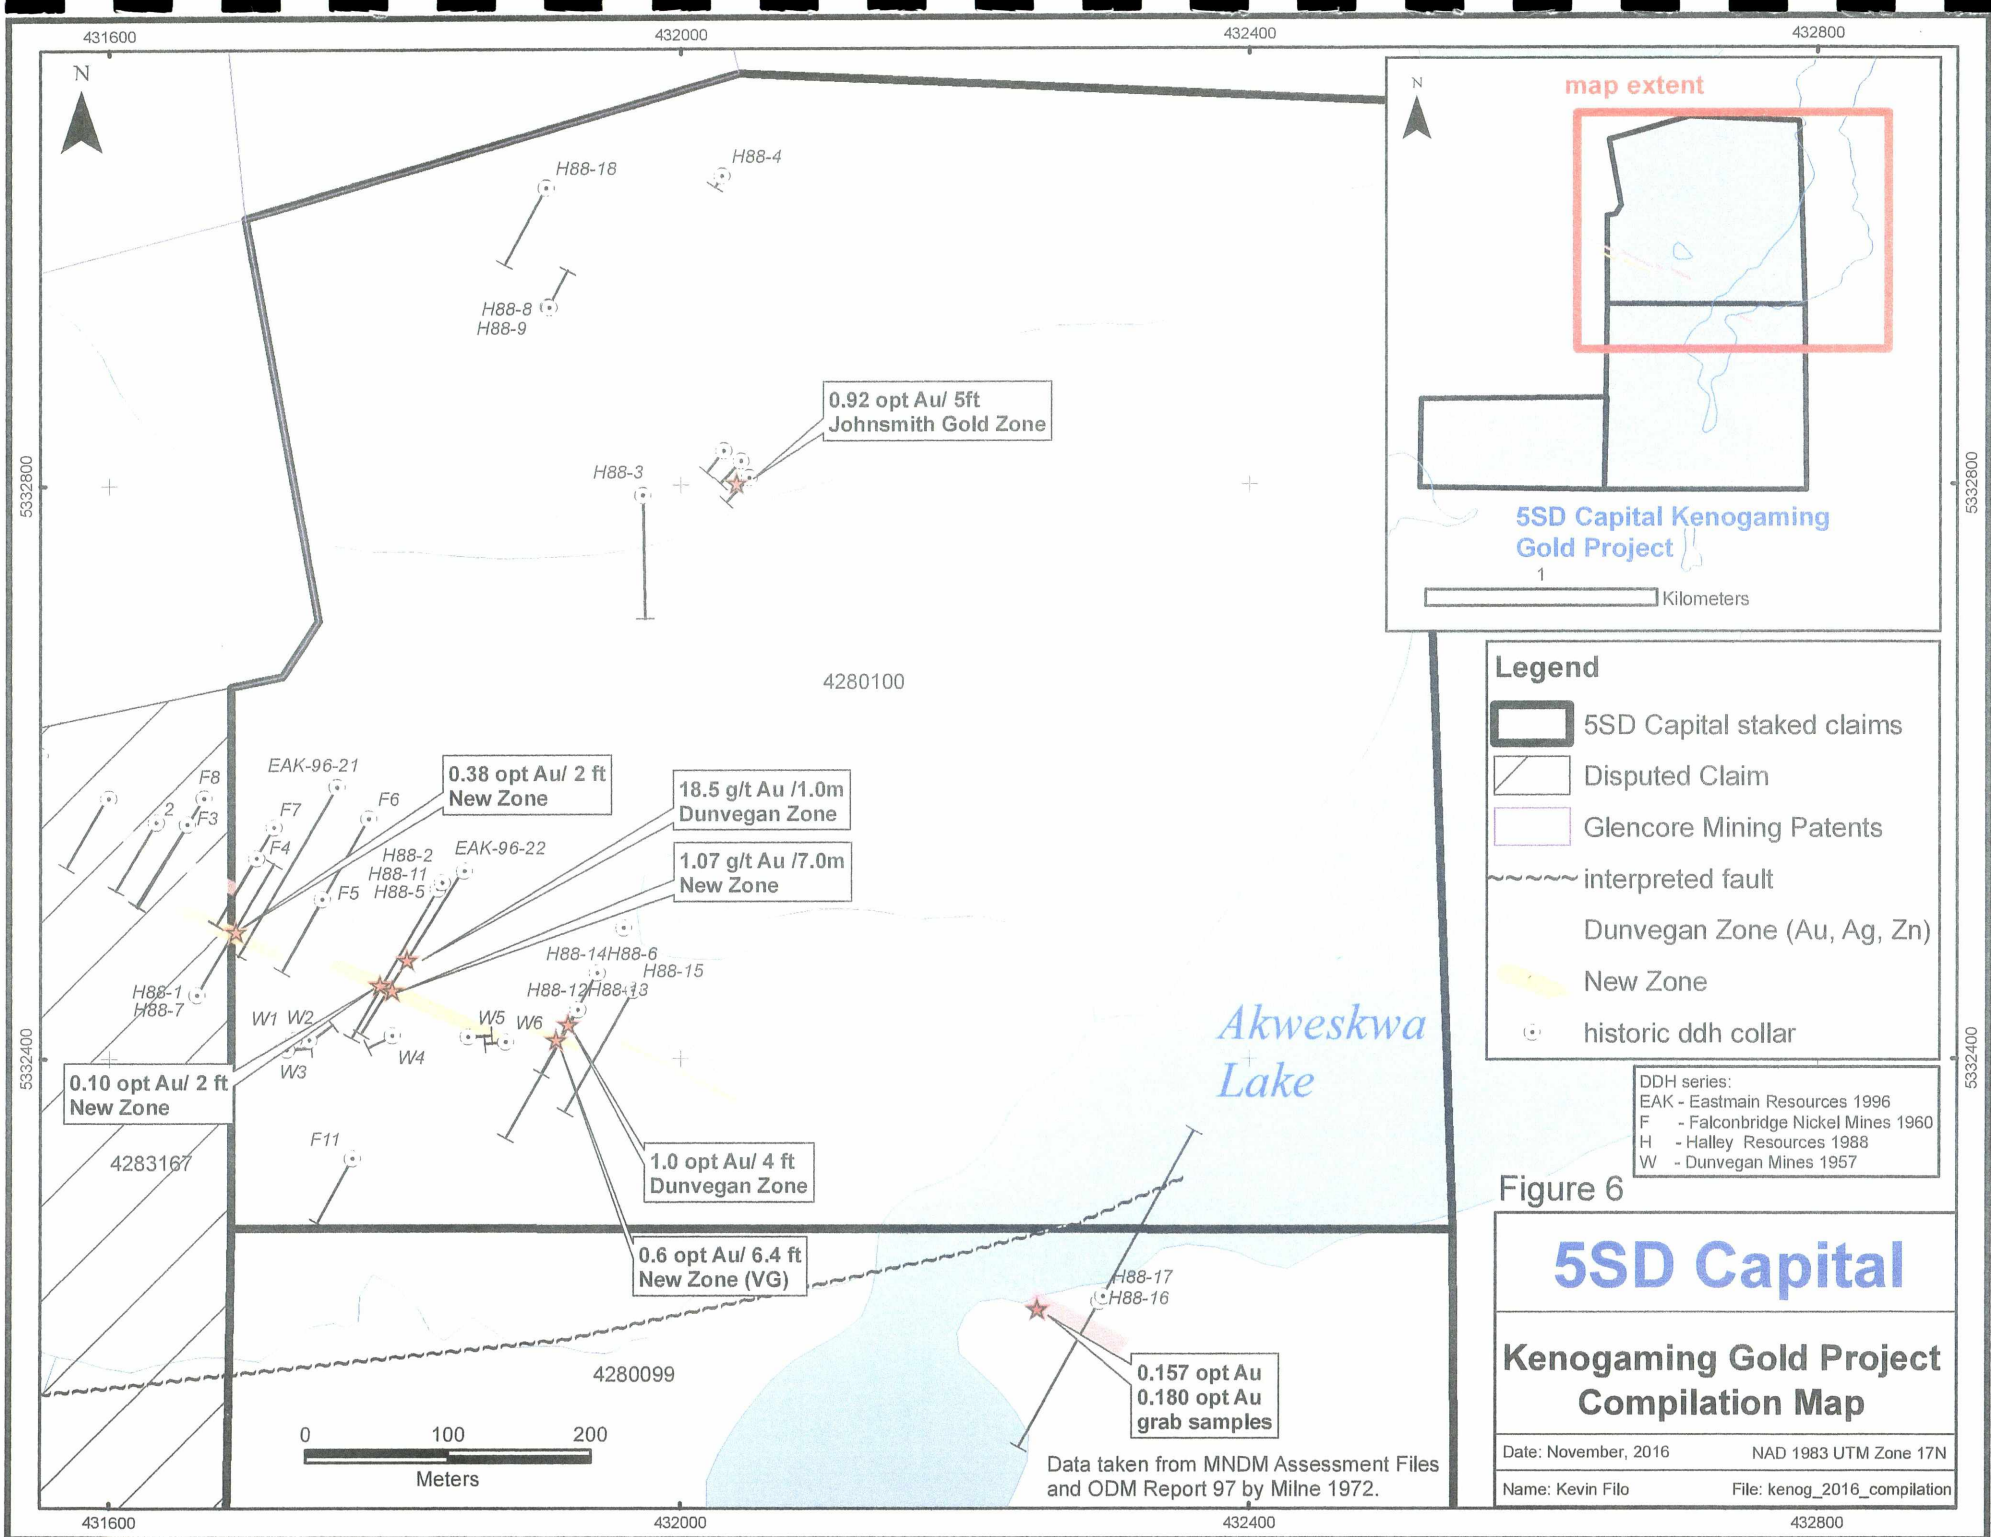 431600
432000
432400
432800
N
N
map extent
H88-18
H88-4
H88-8
H88-9
0.92 opt Au/ 5ft
Johnsmith Gold Zone
H88-3
5332800
5332800
5SD Capital Kenogaming
Gold Project
1
Kilometers
4280100
Legend
5SD Capital staked claims
Disputed Claim
Glencore Mining Patents
interpreted fault
Dunvegan Zone (Au, Ag, Zn)
New Zone
historic ddh collar
EAK-96-21
F8
2
F3
F7
F4
F6
F5
0.38 opt Au/ 2 ft
New Zone
18.5 g/t Au /1.0m
Dunvegan Zone
1.07 g/t Au /7.0m
New Zone
H88-2
H88-11
H88-5
EAK-96-22
H88-14
H88-6
H88-15
H88-12
H88-13
H88-1
H88-7
W1
W2
W3
W4
W5
W6
5332400
5332400
Akweskwa
Lake
0.10 opt Au/ 2 ft
New Zone
4283167
F11
1.0 opt Au/ 4 ft
Dunvegan Zone
0.6 opt Au/ 6.4 ft
New Zone (VG)
H88-17
H88-16
0.157 opt Au
0.180 opt Au
grab samples
4280099
0 100 200
Meters
Data taken from MNDM Assessment Files
and ODM Report 97 by Milne 1972.
DDH series:
EAK - Eastmain Resources 1996
F - Falconbridge Nickel Mines 1960
H - Halley Resources 1988
W - Dunvegan Mines 1957
Figure 6
5SD Capital
Kenogaming Gold Project
Compilation Map
Date: November, 2016
NAD 1983 UTM Zone 17N
Name: Kevin Filo
File: kenog_2016_compilation
431600
432000
432400
432800